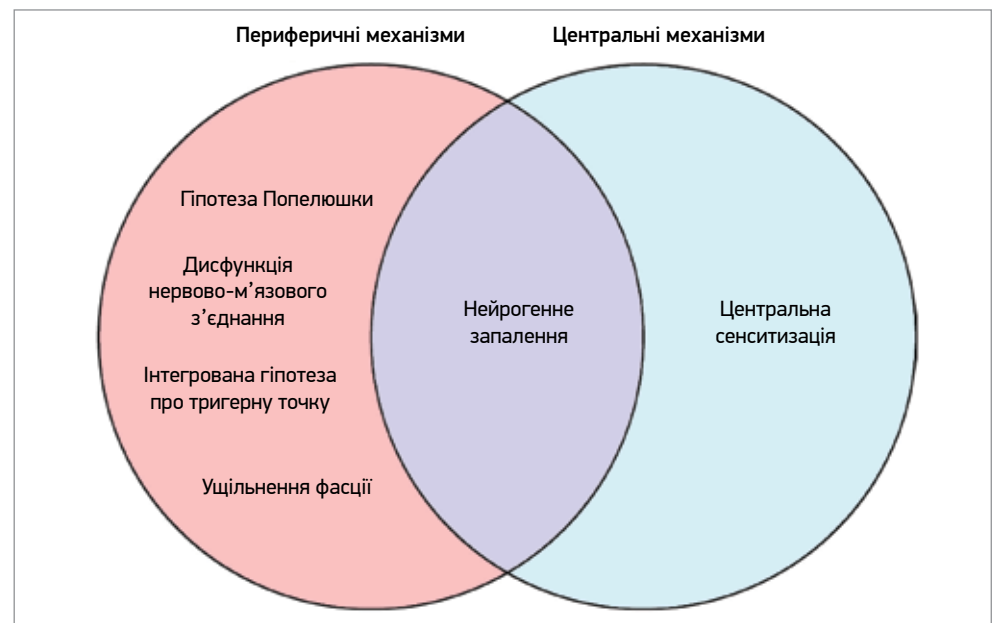 Периферичні механізми
Центральні механізми
Гіпотеза Попелюшки
Дисфункція
нервово-м’язового
з’єднання
Інтегрована гіпотеза
про тригерну точку
Ущільнення фасції
Нейрогенне
запалення
Центральна
сенситизація